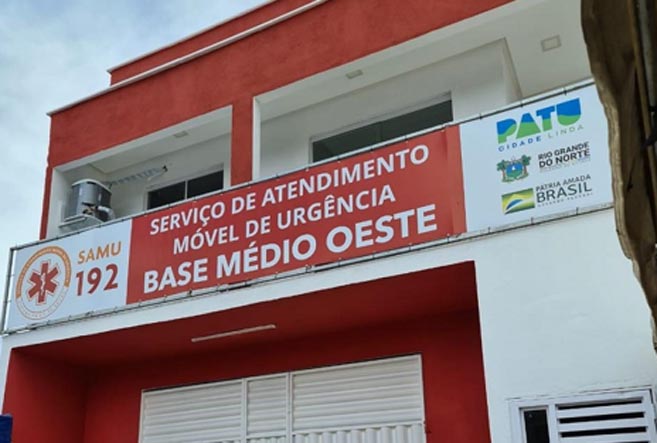 SAMU
192
SERVIÇO DE ATENDIMENTO
MÓVEL DE URGÊNCIA
BASE MÉDIO OESTE
PATU
CIDADE LINDA
RIO GRANDE
DO NORTE
PÁTRIA AMADA
BRASIL